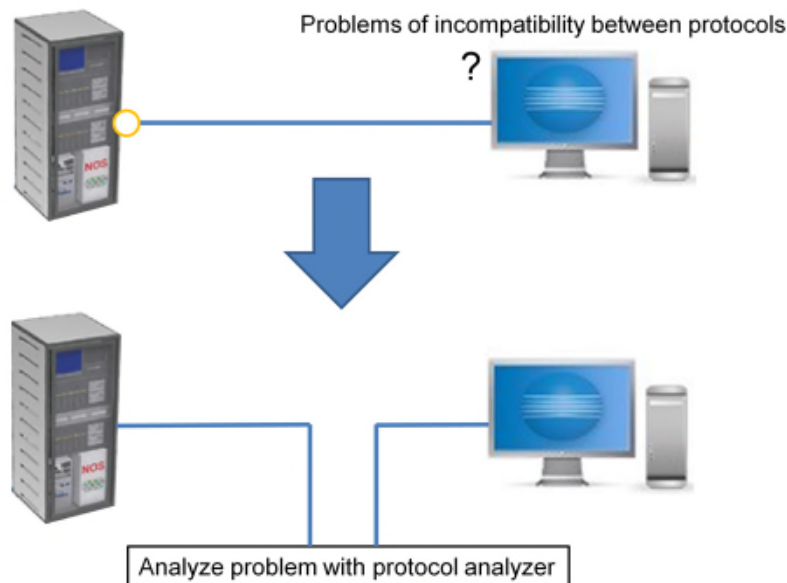 Problems of incompatibility between protocols
?
NOS
NOS
Analyze problem with protocol analyzer